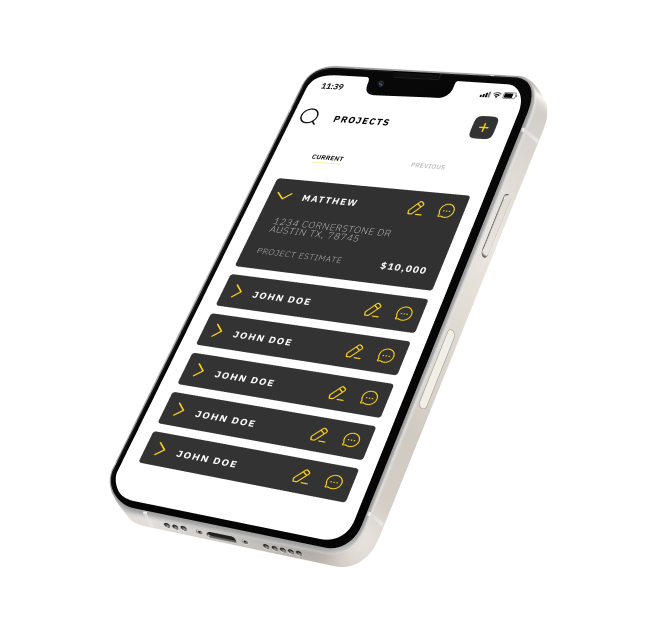 11:39
PROJECTS
CURRENT
PREVIOUS
MATTHEW
1234 CORNERSTONE DR
AUSTIN TX, 78745
PROJECT ESTIMATE
$10,000
JOHN DOE
JOHN DOE
JOHN DOE
JOHN DOE
JOHN DOE